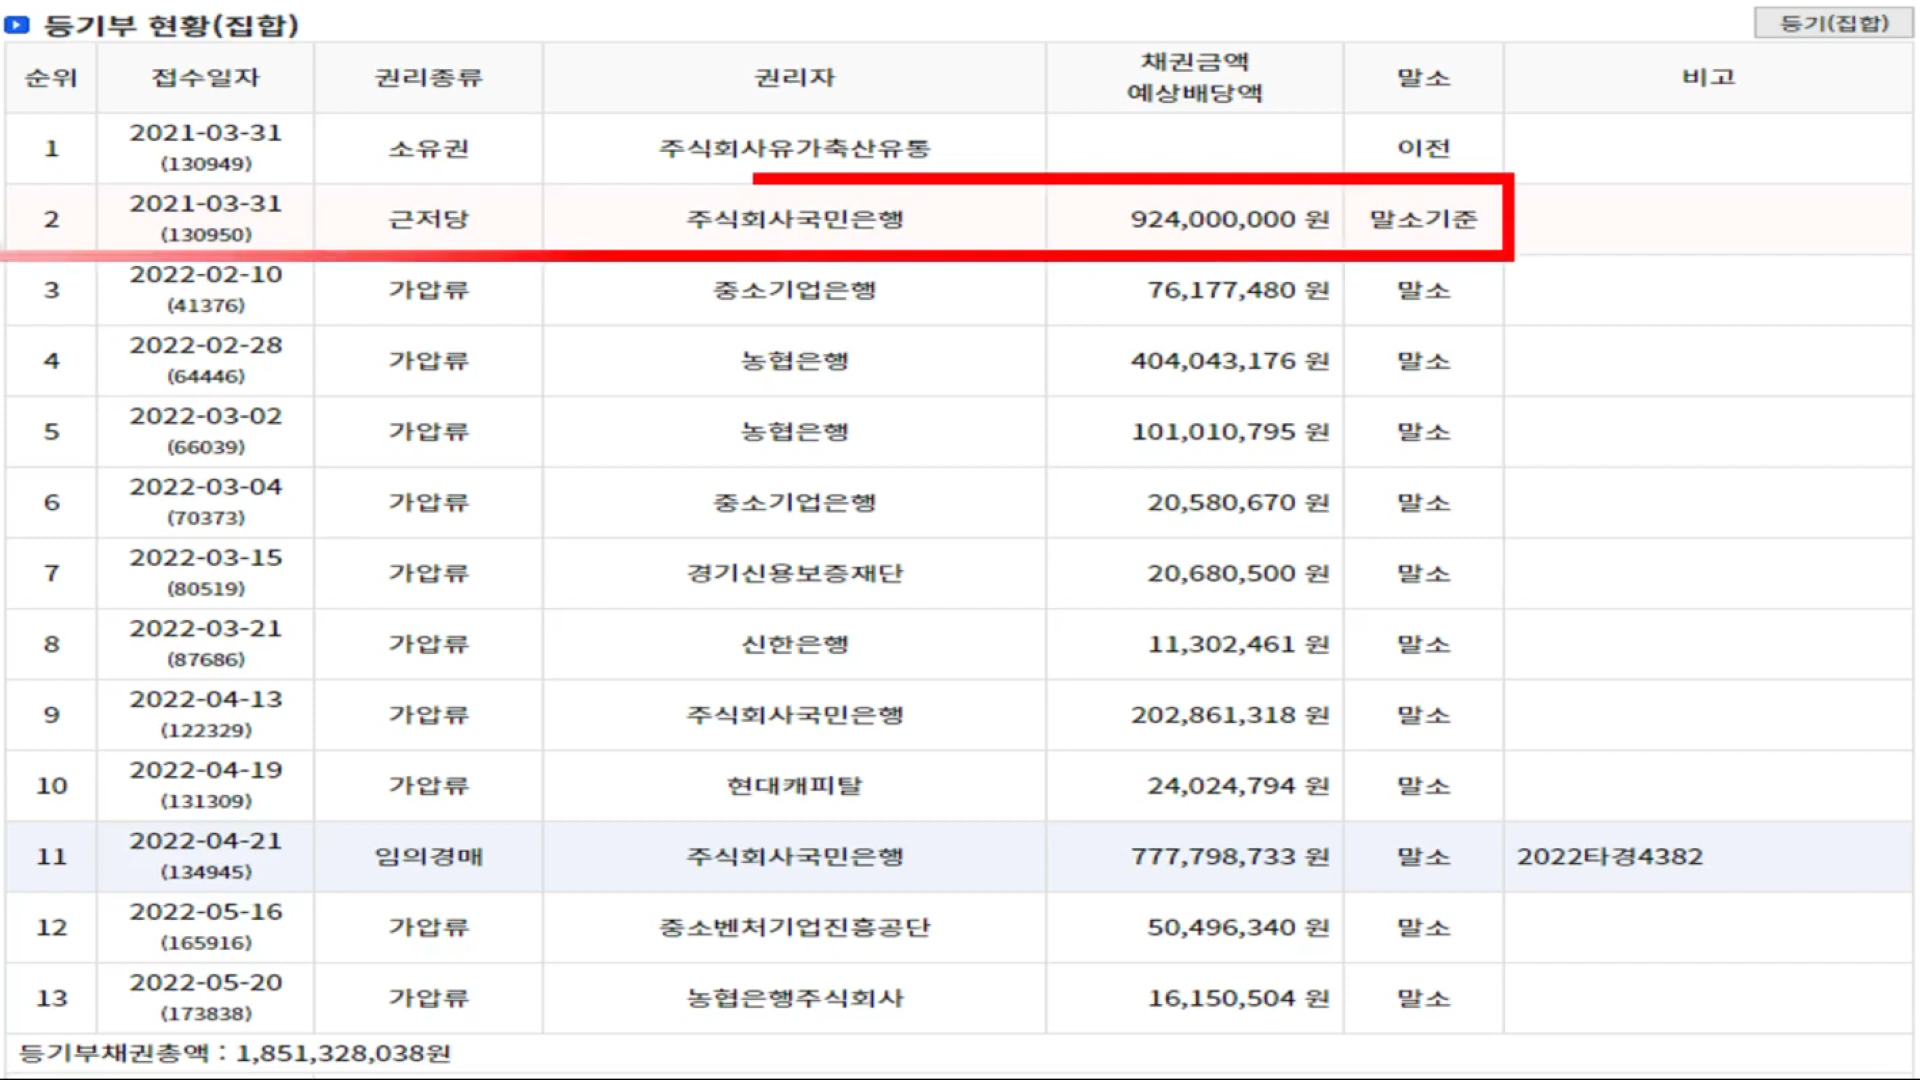 등기부 현황(집합)
등기(집합)
순위 접수일자 권리종류 권리자 채권금액 말소 비고
예상배당액
1 2021-03-31 소유권 주식회사유가축산유통 이전
(130949)
2 2021-03-31 근저당 주식회사국민은행 924,000,000 원 말소기준
(130950)
3 2022-02-10 가압류 중소기업은행 76,177,480 원 말소
(41376)
4 2022-02-28 가압류 농협은행 404,043,176 원 말소
(64446)
5 2022-03-02 가압류 농협은행 101,010,795 원 말소
(66039)
6 2022-03-04 가압류 중소기업은행 20,580,670 원 말소
(70373)
7 2022-03-15 가압류 경기신용보증재단 20,680,500 원 말소
(80519)
8 2022-03-21 가압류 신한은행 11,302,461 원 말소
(87686)
9 2022-04-13 가압류 주식회사국민은행 202,861,318 원 말소
(122329)
10 2022-04-19 가압류 현대캐피탈 24,024,794 원 말소
(131309)
11 2022-04-21 임의경매 주식회사국민은행 777,798,733 원 말소 2022타경4382
(134945)
12 2022-05-16 가압류 중소벤처기업진흥공단 50,496,340 원 말소
(165916)
13 2022-05-20 가압류 농협은행주식회사 16,150,504 원 말소
(173838)
등기부채권총액 : 1,851,328,038원